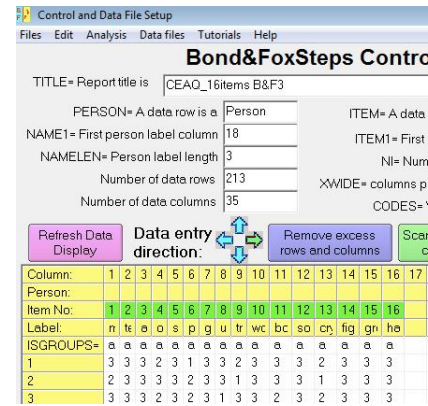 Control and Data File Setup
Files Edit Analysis Data files Tutorials Help
Bond&FoxSteps Contro
TITLE= Report title is CEAQ_16items B&F3
PERSON= A data row is a Person ITEM= A data
NAME1= First person label column 18 ITEM1= First
NAMELEN= Person label length 3 NI= Num
Number of data rows 213 XWIDE= columns p
Number of data columns 35 CODES=
Refresh Data Display Data entry direction: Remove excess rows and columns Scan
Column: 1 2 3 4 5 6 7 8 9 10 11 12 13 14 15 16 17
Person:
Item No: 1 2 3 4 5 6 7 8 9 10 11 12 13 14 15 16
Label: te a o s p g u tr wc bc so fig gri ha
ISGROUPS= a a a a a a a a a a a a a a a a
1 3 3 3 2 3 1 3 3 2 3 3 3 2 3 3 3
2 2 3 3 3 3 2 3 3 1 3 3 3 1 3 3 3
3 3 3 3 2 3 2 3 1 3 3 2 3 2 3 3 3